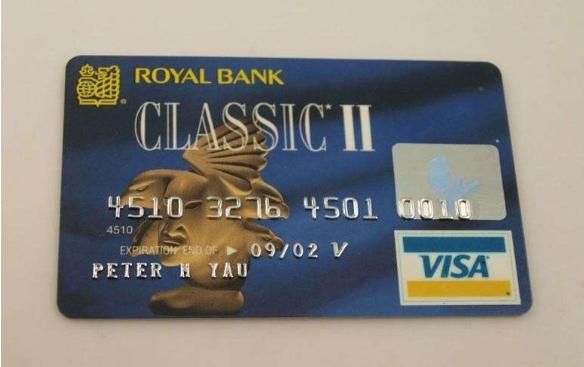 ROYAL BANK
CLASSIC* II
4510 3276 4501 0010
4510
EXPIRATION END OF ► 09/02 V
PETER M YAU
VISA